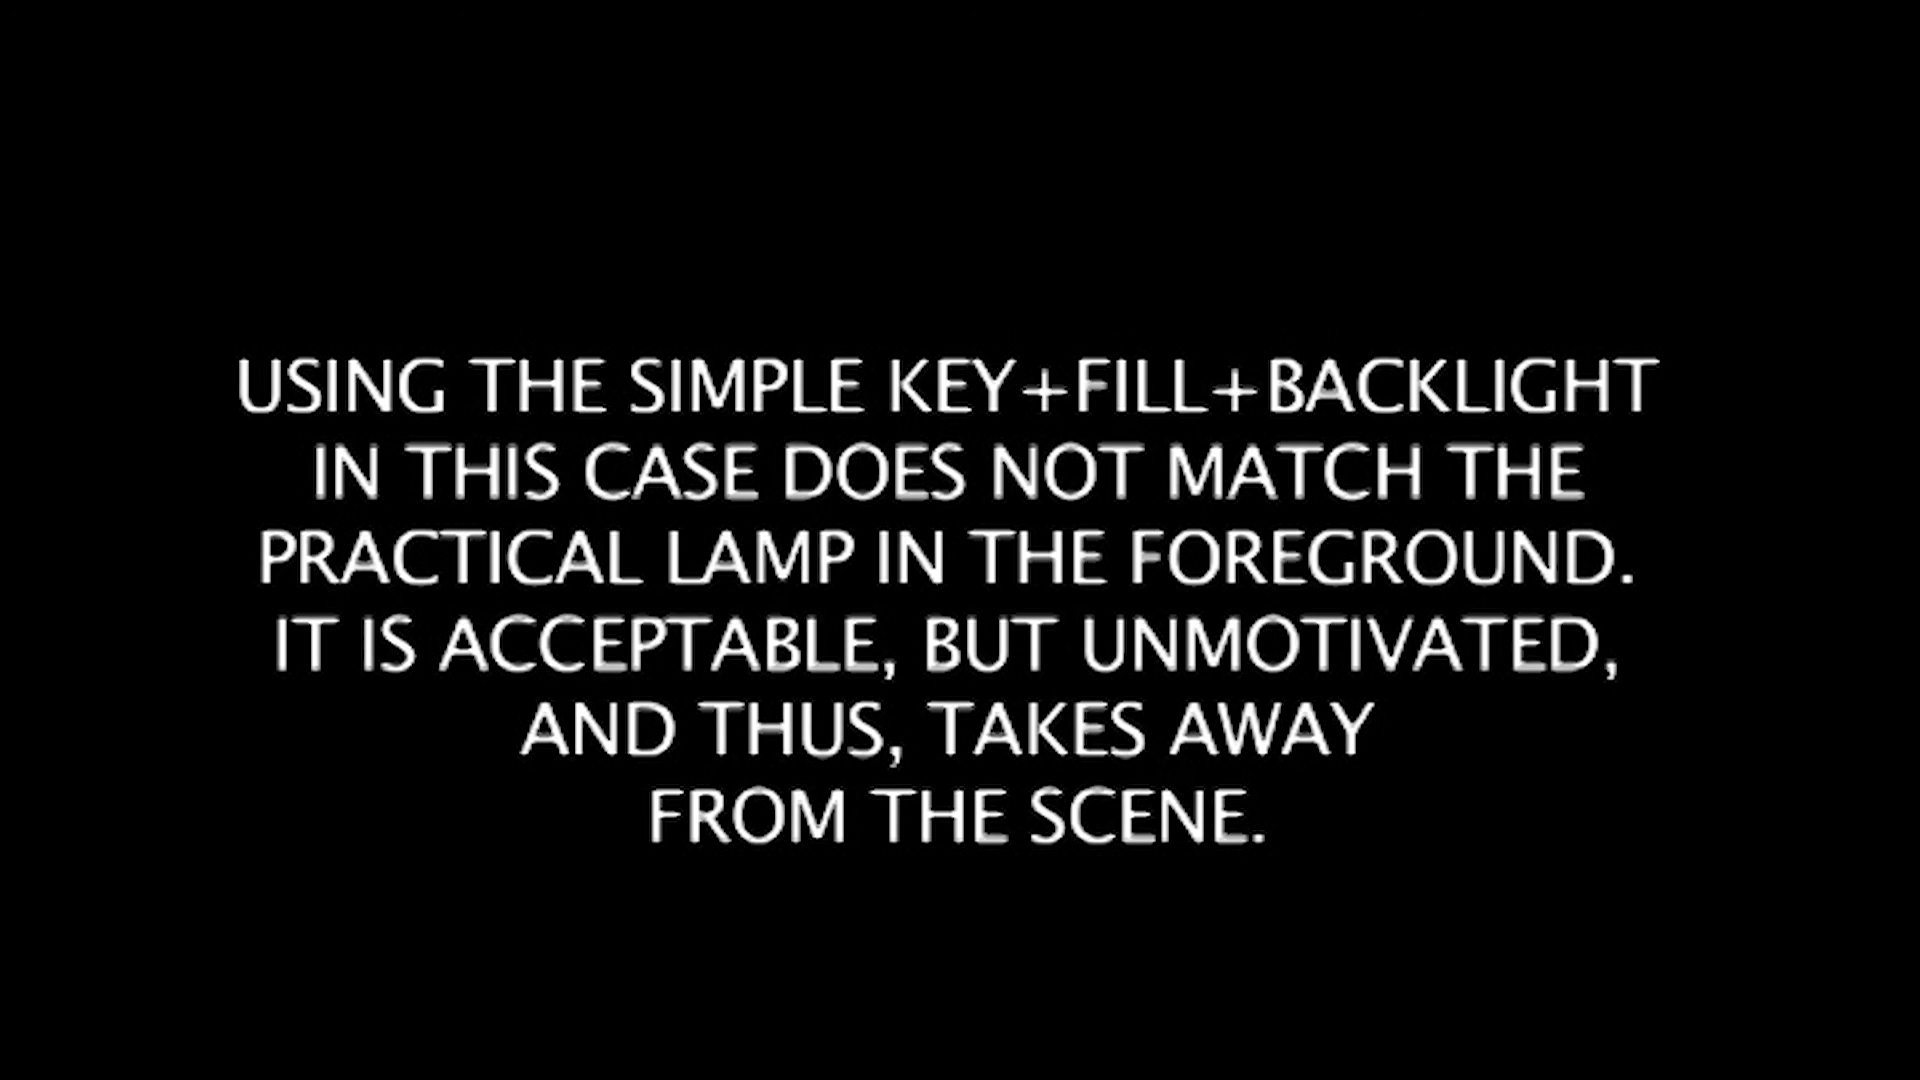 USING THE SIMPLE KEY+FILL+BACKLIGHT
IN THIS CASE DOES NOT MATCH THE
PRACTICAL LAMP IN THE FOREGROUND.
IT IS ACCEPTABLE, BUT UNMOTIVATED,
AND THUS, TAKES AWAY
FROM THE SCENE.